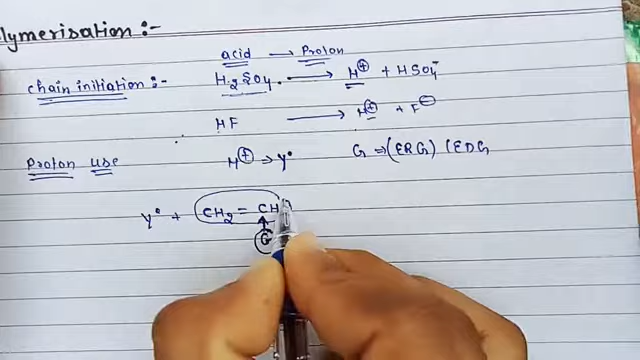 lymerisation :-
acid → Proton
chain initiation :- H₂SO₄. → H⊕ + HSO₄⁻
HF → H⊕ + F⊖
Proton use H⊕ ⇒ Y° G ⇒ (ERG) (EDG
Y° + CH₂ = CH
G